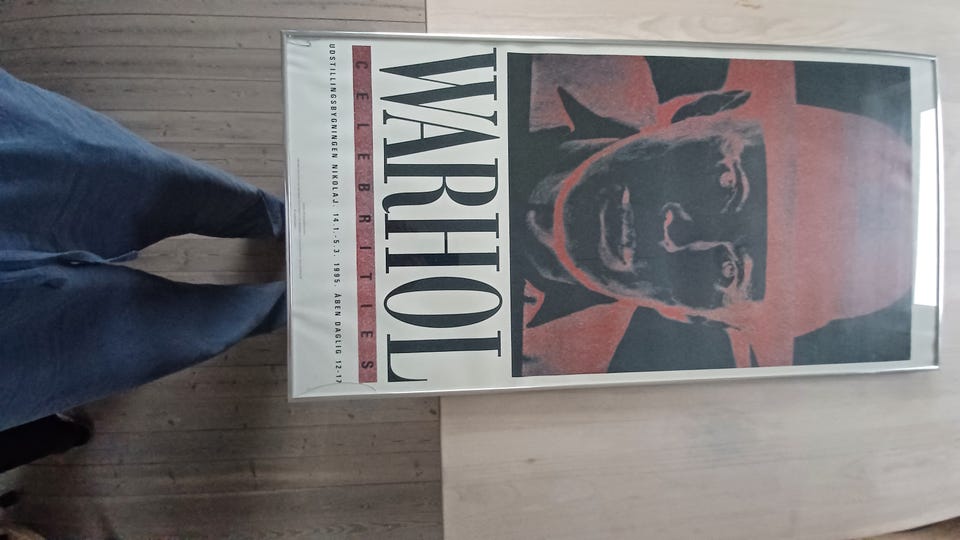 WARHOL
CELEBRITIES
UDSTILLINGSBYGNINGEN NIKOLAJ. 14.1.-5.3. 1995. ÅBEN DAGLIG 12-17